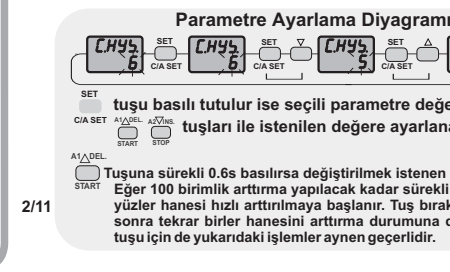 Parametre Ayarlama Diyagramı
SET SET SET
C.HYS. 6 C.HYS. 6 C.HYS. 5
C/A SET C/A SET C/A SET
SET
C/A SET
tuşu basılı tutulur ise seçili parametre
A1 DEL. A2 INS.
START STOP
tuşları ile istenilen değere
A1 DEL.
START
Tuşuna sürekli 0.6s basılırsa değiştirilmek istenen
Eğer 100 birimlik arttırma yapılacak kadar sürekli
yüzler hanesi hızlı arttırılmaya başlanır. Tuş
sonra tekrar birler hanesini arttırma durumuna
tuşu için de yukarıdaki işlemler aynen geçerlidir.
2/11